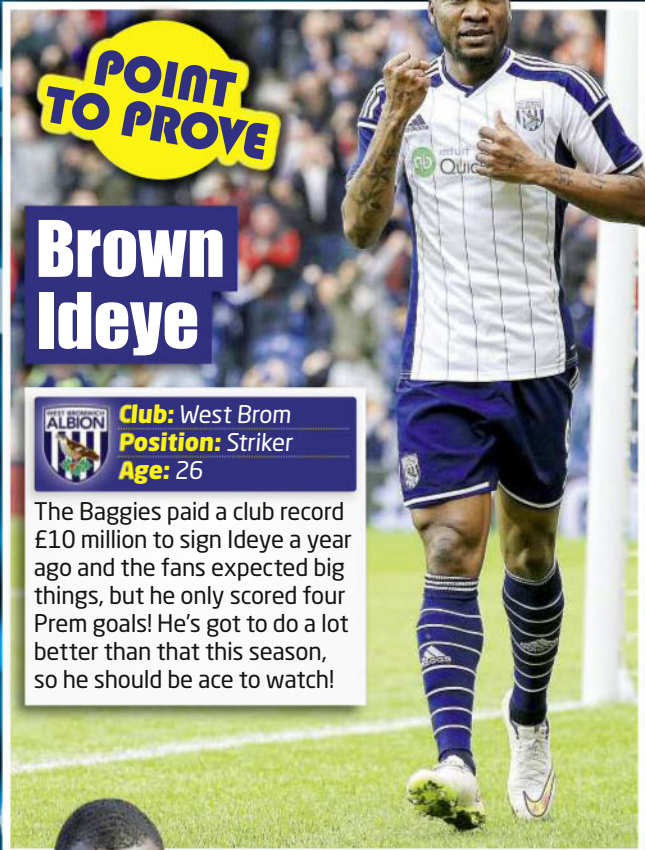 POINT
TO PROVE
Brown
Ideye
WEST BROMWICH
ALBION
Club: West Brom
Position: Striker
Age: 26
The Baggies paid a club record
£10 million to sign Ideye a year
ago and the fans expected big
things, but he only scored four
Prem goals! He's got to do a lot
better than that this season,
so he should be ace to watch!
adidas
Quic
adidas